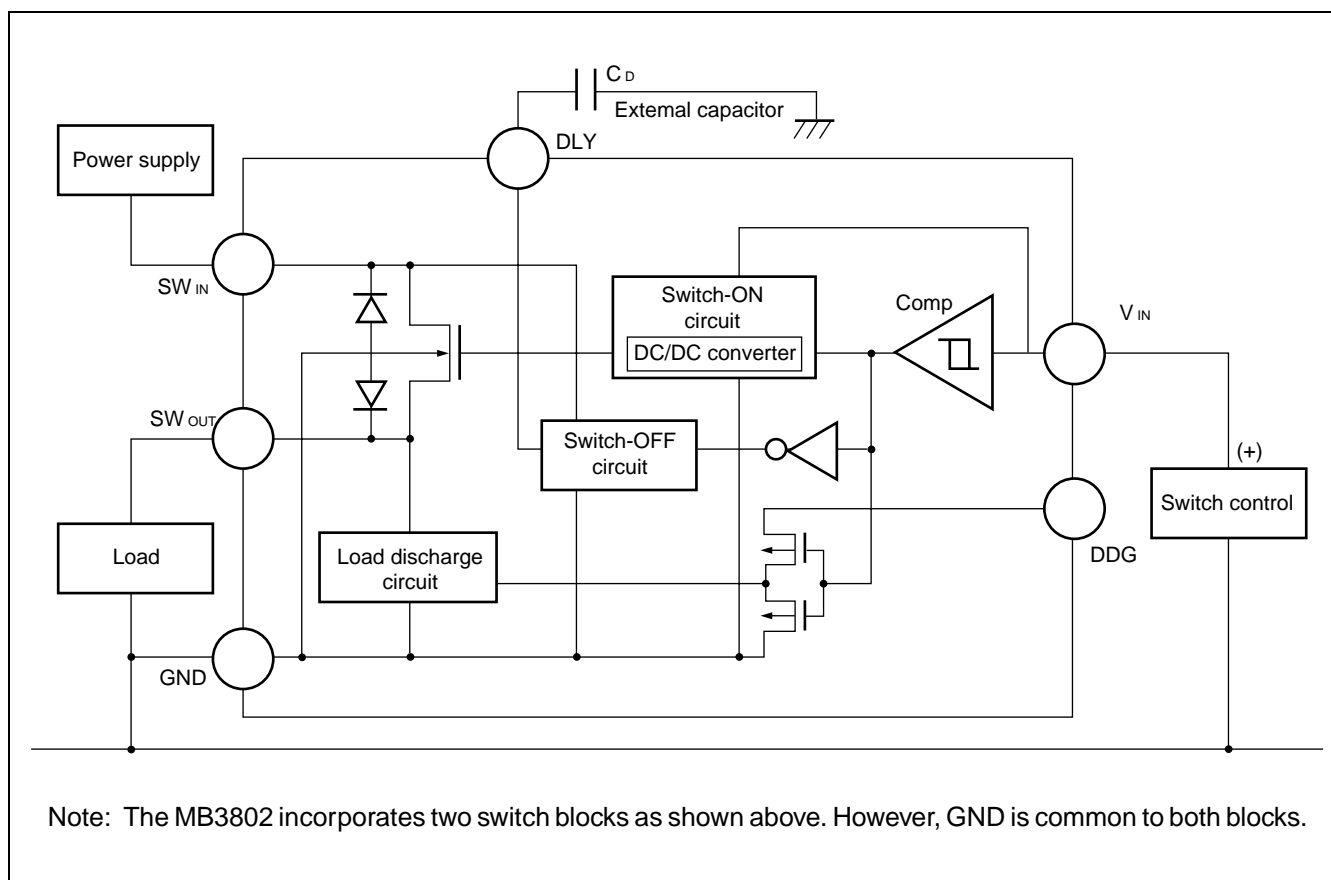 C D
External capacitor
DLY
Power supply
SW IN
Switch-ON
circuit
DC/DC converter
Comp
V IN
SW OUT
Switch-OFF
circuit
(+)
Switch control
Load
Load discharge
circuit
DDG
GND
Note: The MB3802 incorporates two switch blocks as shown above. However, GND is common to both blocks.